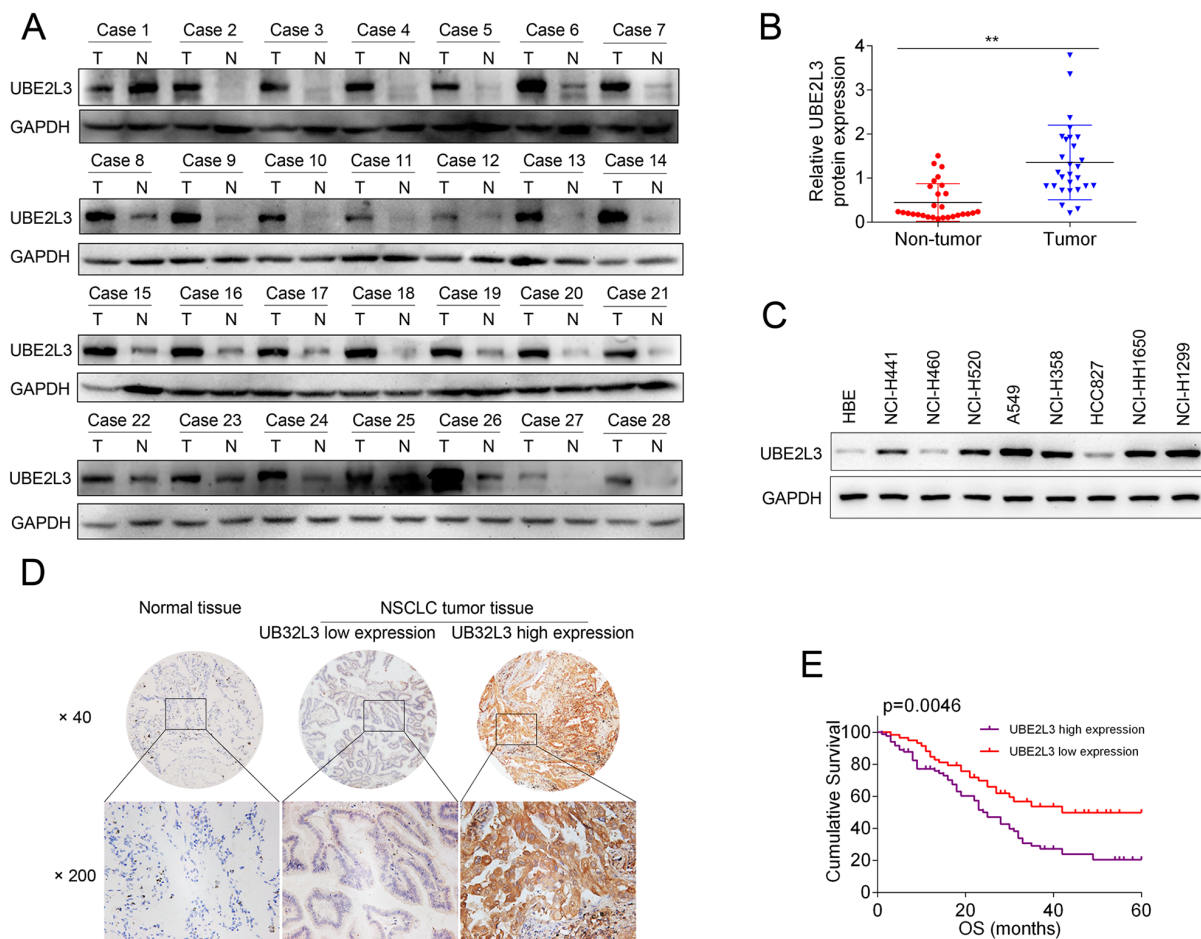 A
Case 1 Case 2 Case 3 Case 4 Case 5 Case 6 Case 7
T N T N T N T N T N T N T N
UBE2L3
GAPDH
Case 8 Case 9 Case 10 Case 11 Case 12 Case 13 Case 14
T N T N T N T N T N T N T N
UBE2L3
GAPDH
Case 15 Case 16 Case 17 Case 18 Case 19 Case 20 Case 21
T N T N T N T N T N T N T N
UBE2L3
GAPDH
Case 22 Case 23 Case 24 Case 25 Case 26 Case 27 Case 28
T N T N T N T N T N T N T N
UBE2L3
GAPDH
B
**
Relative UBE2L3
protein expression
4
3
2
1
0
Non-tumor Tumor
C
HBE
NCI-H441
NCI-H460
NCI-H520
A549
NCI-H358
HCC827
NCI-HH1650
NCI-H1299
UBE2L3
GAPDH
D
Normal tissue
NSCLC tumor tissue
UB32L3 low expression UB32L3 high expression
× 40
× 200
E
p=0.0046
UBE2L3 high expression
UBE2L3 low expression
Cumulative Survival
100
80
60
40
20
0
0 20 40 60
OS (months)